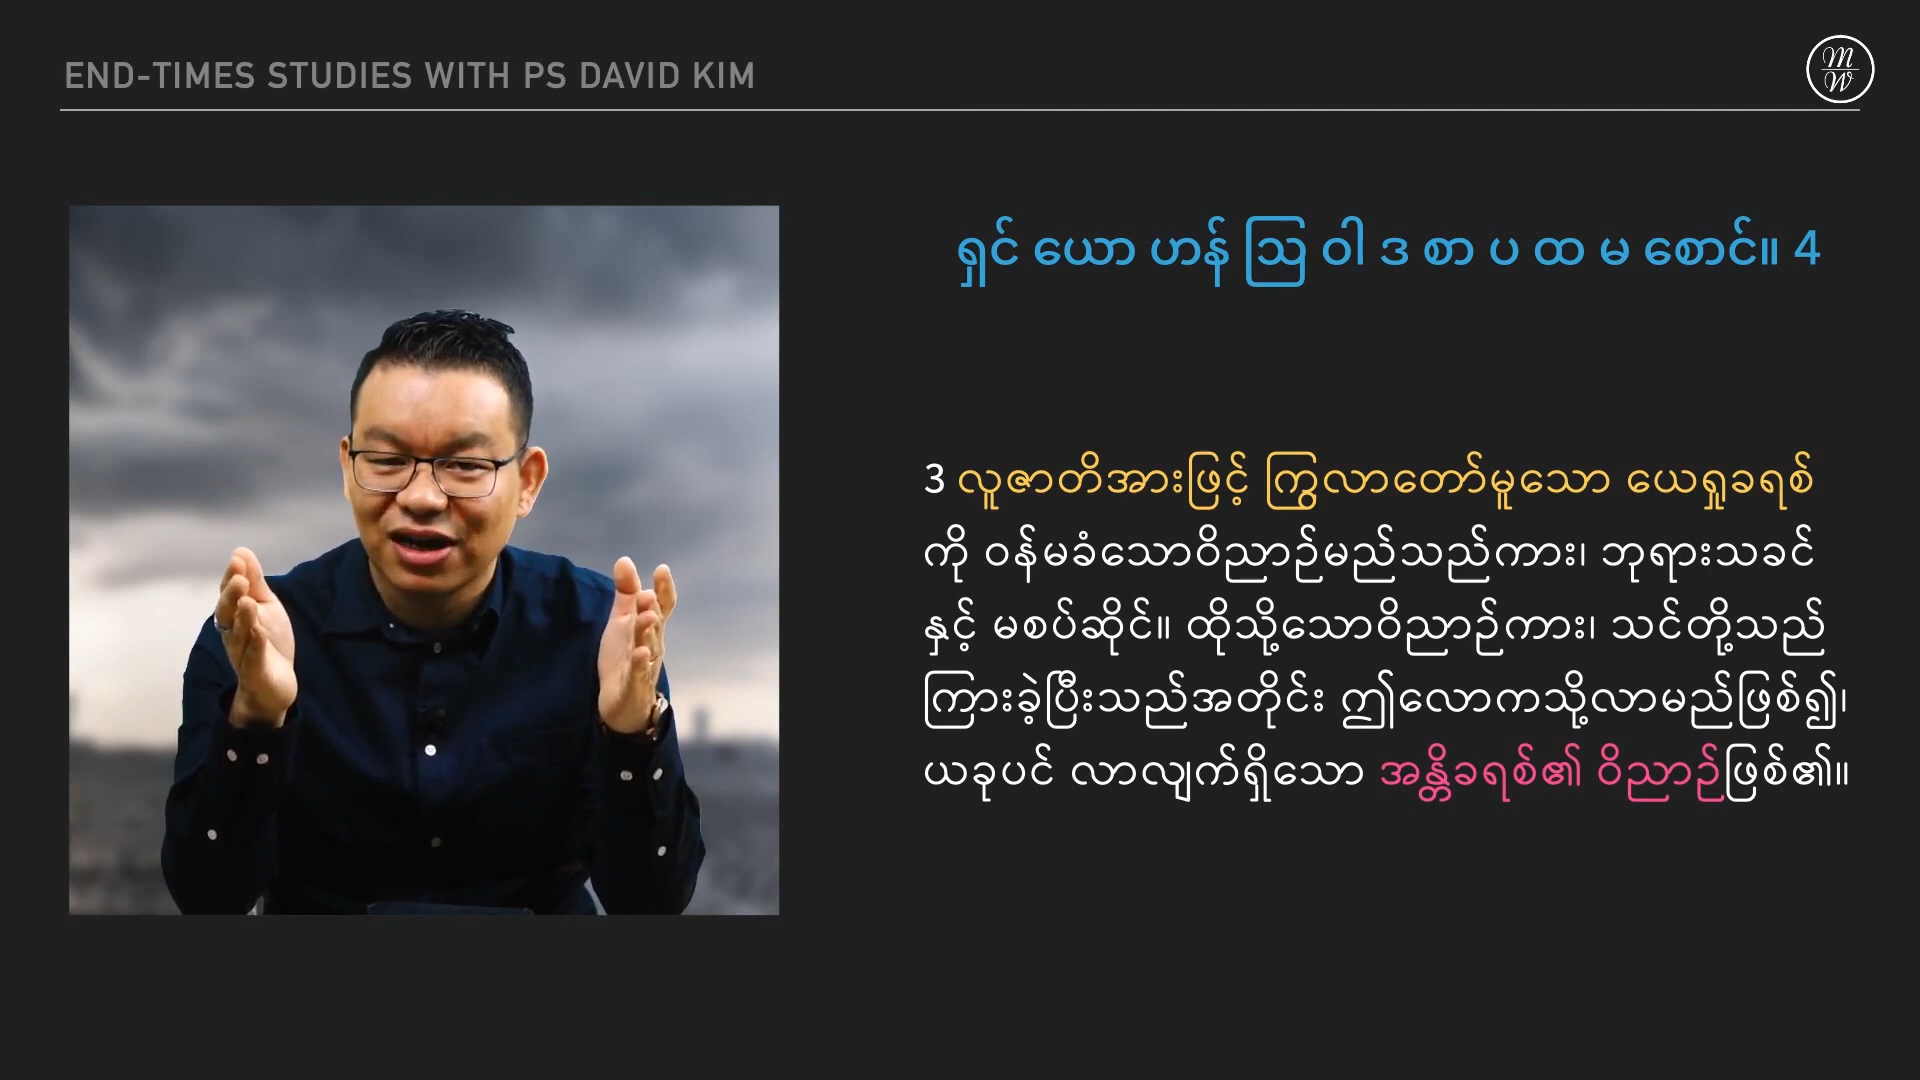 END-TIMES STUDIES WITH PS DAVID KIM
M
W
ရှင် ယော ဟန် ဩ ဝါ ဒ စာ ပ ထ မ စောင်။ 4
3 လူဇာတိအားဖြင့် ကြွလာတော်မူသော ယေရှုခရစ်
ကို ဝန်မခံသောဝိညာဉ်မည်သည်ကား၊ ဘုရားသခင်
နှင့် မစပ်ဆိုင်။ ထိုသို့သောဝိညာဉ်ကား၊ သင်တို့သည်
ကြားခဲ့ပြီးသည်အတိုင်း ဤလောကသို့လာမည်ဖြစ်၍၊
ယခုပင် လာလျက်ရှိသော အန္တိခရစ်၏ ဝိညာဉ်ဖြစ်၏။